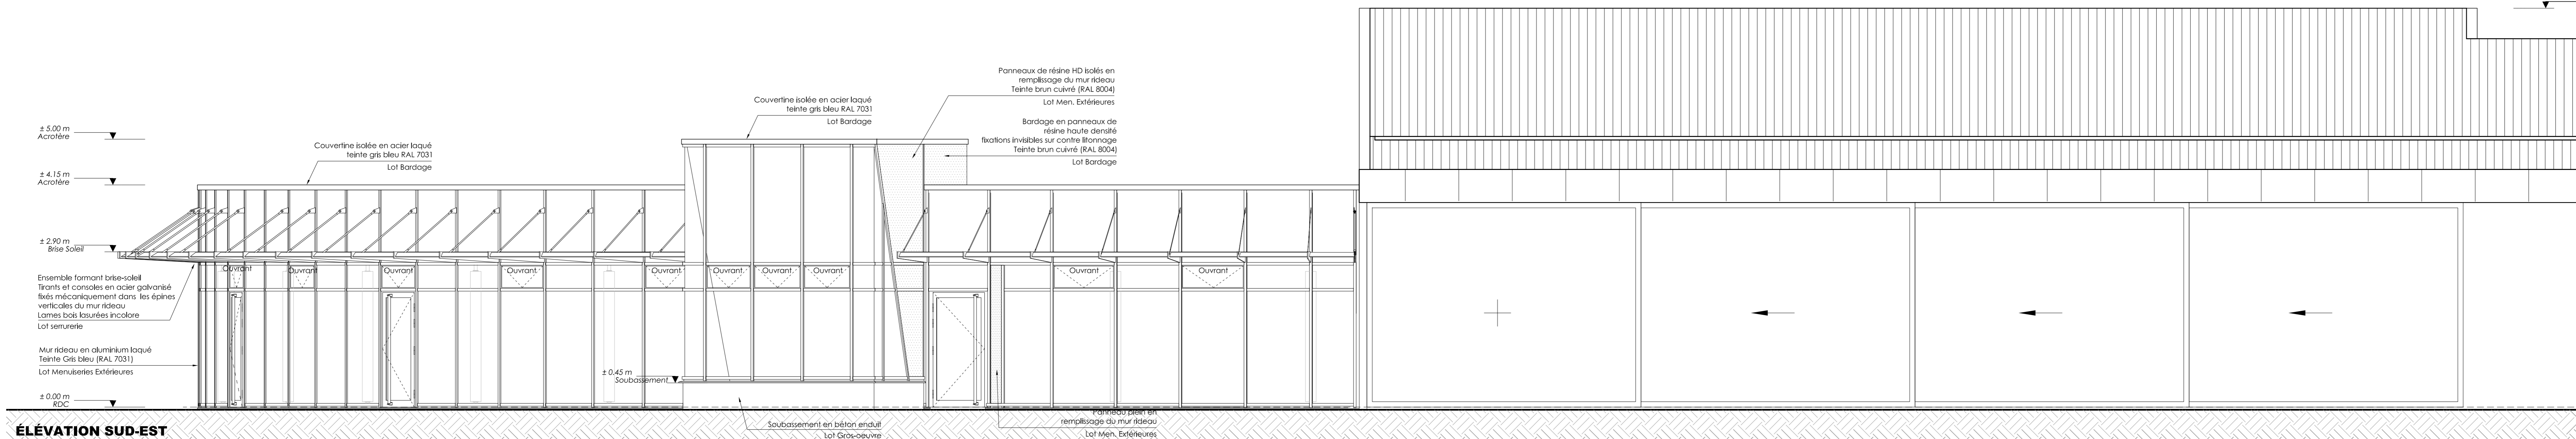 ± 5.00 m
Acrotère
± 4.15 m
Acrotère
± 2.90 m
Brise Soleil
Ensemble formant brise-soleil
Tirants et consoles en acier galvanisé
fixés mécaniquement dans les épines
verticales du mur rideau
Lames bois lasurées incolore
Lot serrurerie
Mur rideau en aluminium laqué
Teinte Gris bleu (RAL 7031)
Lot Menuiseries Extérieures
± 0.00 m
RDC
Couvertine isolée en acier laqué
teinte gris bleu RAL 7031
Lot Bardage
Couvertine isolée en acier laqué
teinte gris bleu RAL 7031
Lot Bardage
Panneaux de résine HD isolés en
remplissage du mur rideau
Teinte brun cuivré (RAL 8004)
Lot Men. Extérieures
Bardage en panneaux de
résine haute densité
fixations invisibles sur contre litonnage
Teinte brun cuivré (RAL 8004)
Lot Bardage
Ouvrant
Ouvrant
Ouvrant
Ouvrant
Ouvrant
Ouvrant
Ouvrant
Ouvrant
Ouvrant
Ouvrant
± 0.45 m
Soubassement
Soubassement en béton enduit
Lot Gros-oeuvre
Panneau plein en
remplissage du mur rideau
Lot Men. Extérieures
ÉLÉVATION SUD-EST